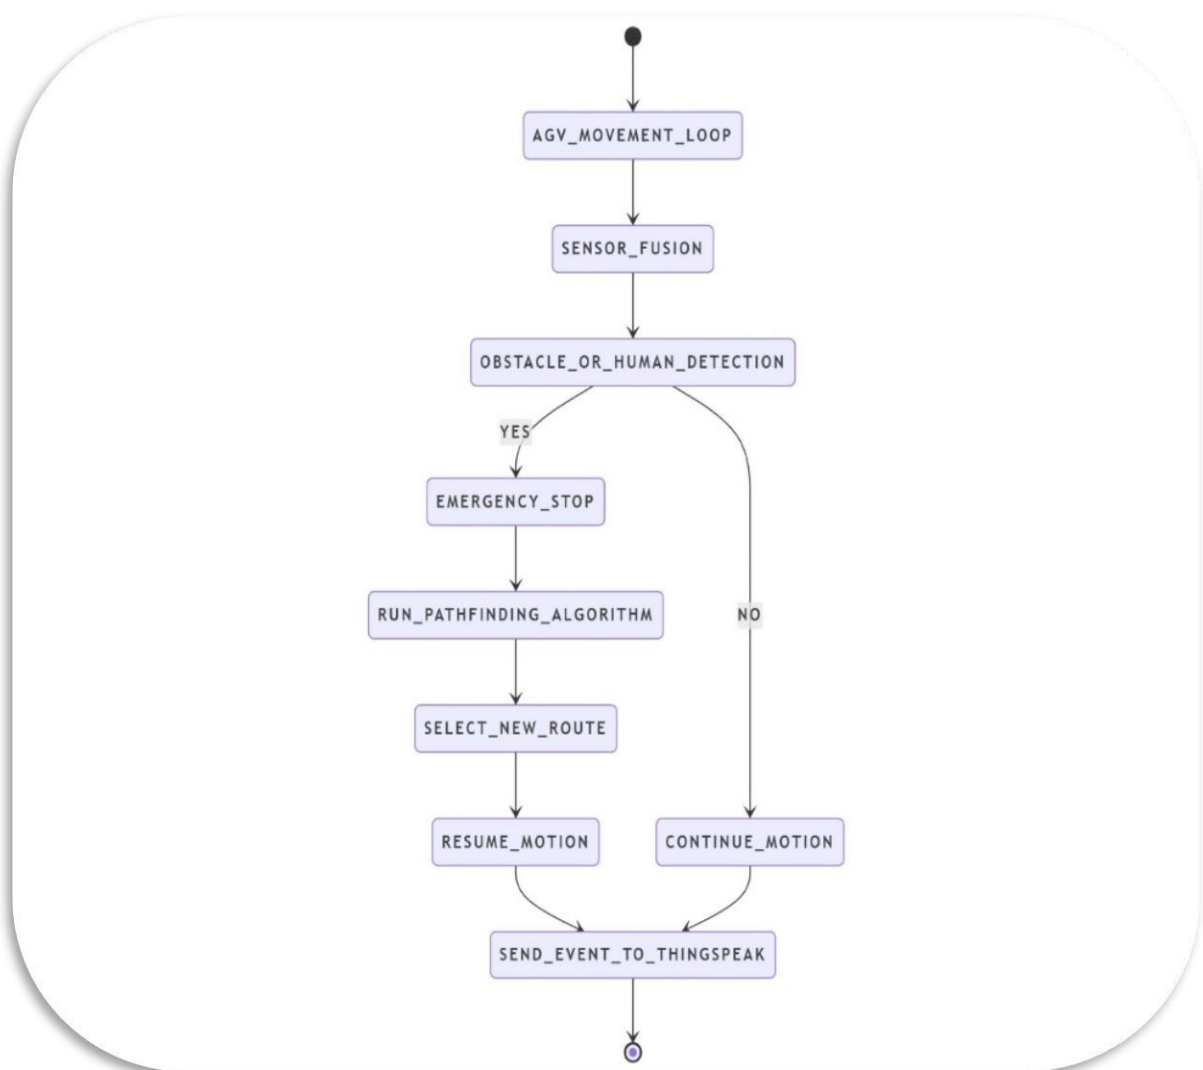 AGV_MOVEMENT_LOOP
SENSOR_FUSION
OBSTACLE_OR_HUMAN_DETECTION
YES
EMERGENCY_STOP
RUN_PATHFINDING_ALGORITHM
NO
SELECT_NEW_ROUTE
RESUME_MOTION
CONTINUE_MOTION
SEND_EVENT_TO_THINGSPEAK